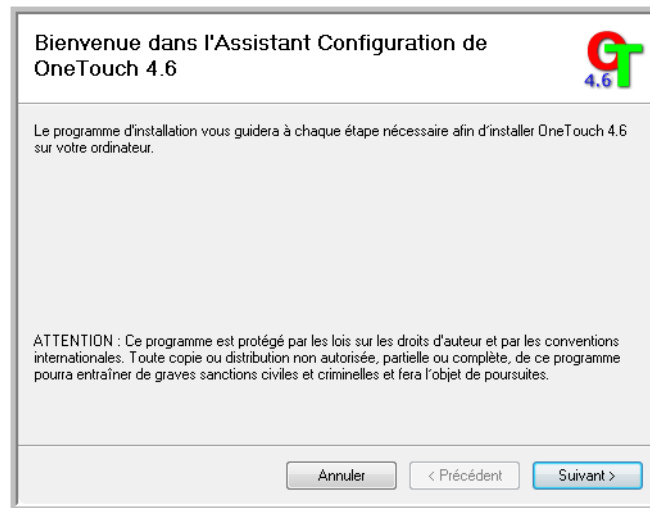 Bienvenue dans l'Assistant Configuration de
OneTouch 4.6
OT
4.6
Le programme d'installation vous guidera à chaque étape nécessaire afin d'installer OneTouch 4.6
sur votre ordinateur.
ATTENTION : Ce programme est protégé par les lois sur les droits d'auteur et par les conventions
internationales. Toute copie ou distribution non autorisée, partielle ou complète, de ce programme
pourra entraîner de graves sanctions civiles et criminelles et fera l'objet de poursuites.
Annuler
< Précédent
Suivant >